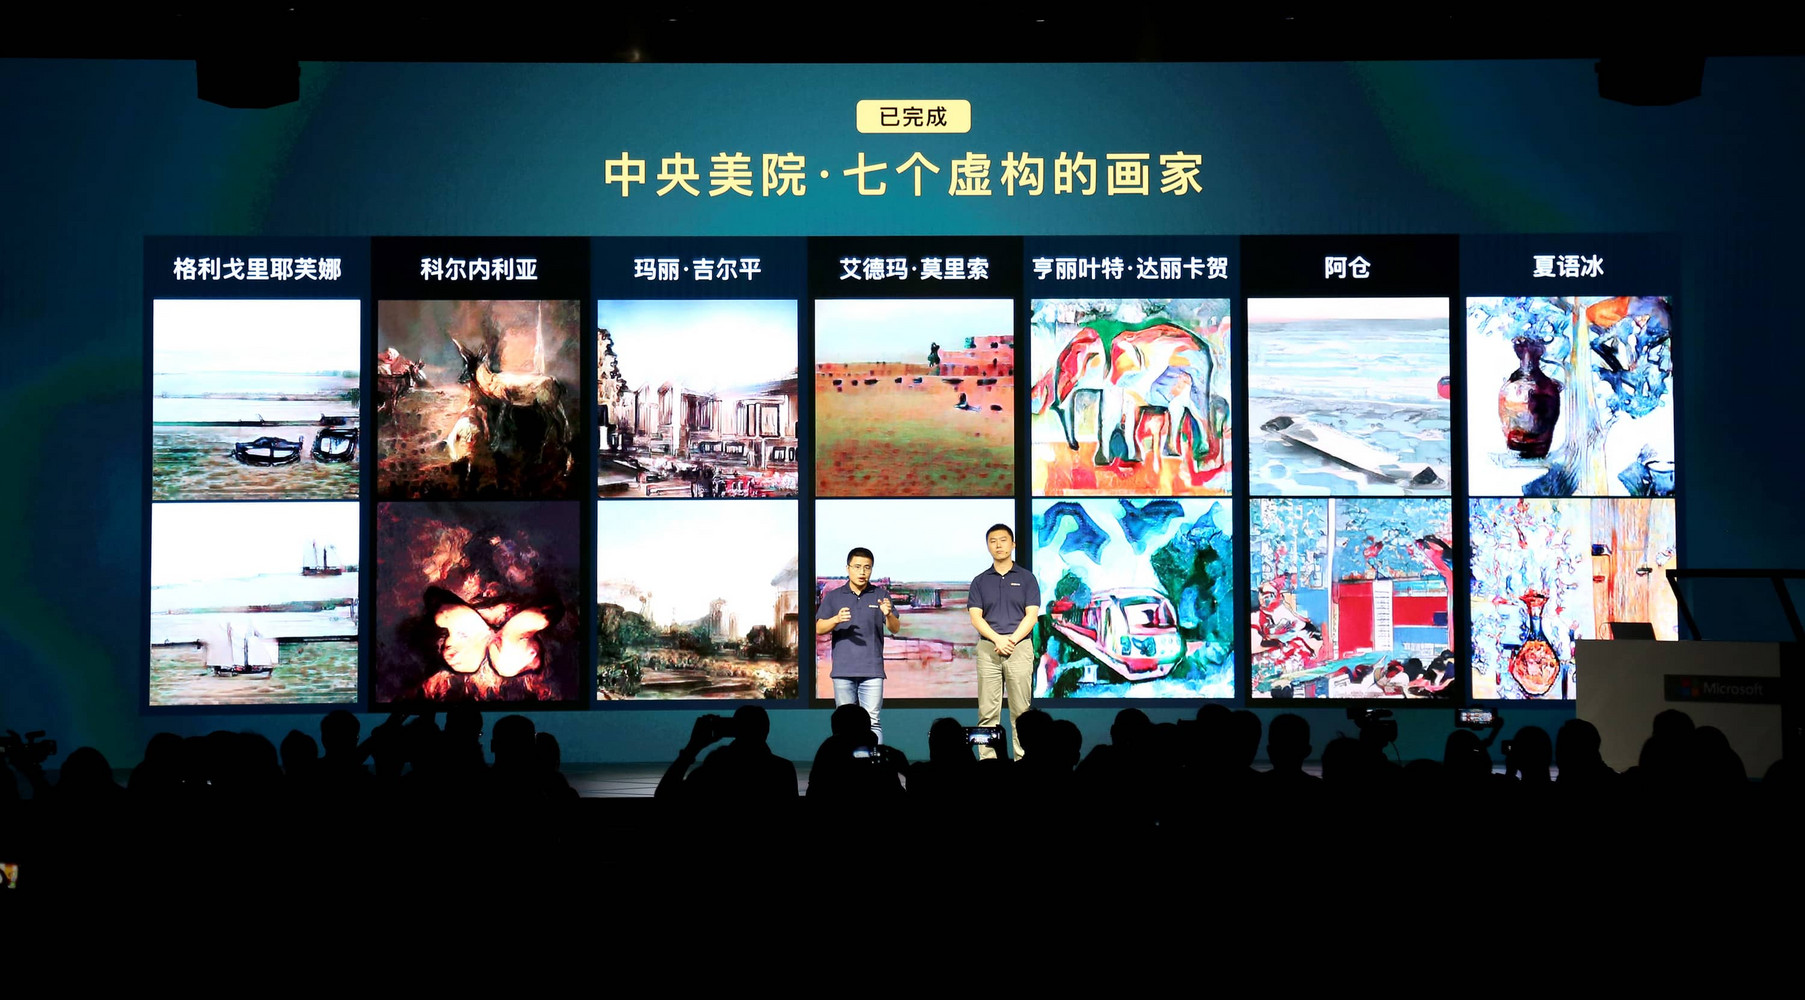 已完成
中央美院·七个虚构的画家
格利戈里耶芙娜
科尔内利亚
玛丽·吉尔平
艾德玛·莫里索
亨丽叶特·达丽卡贺
阿仓
夏语冰
Microsoft